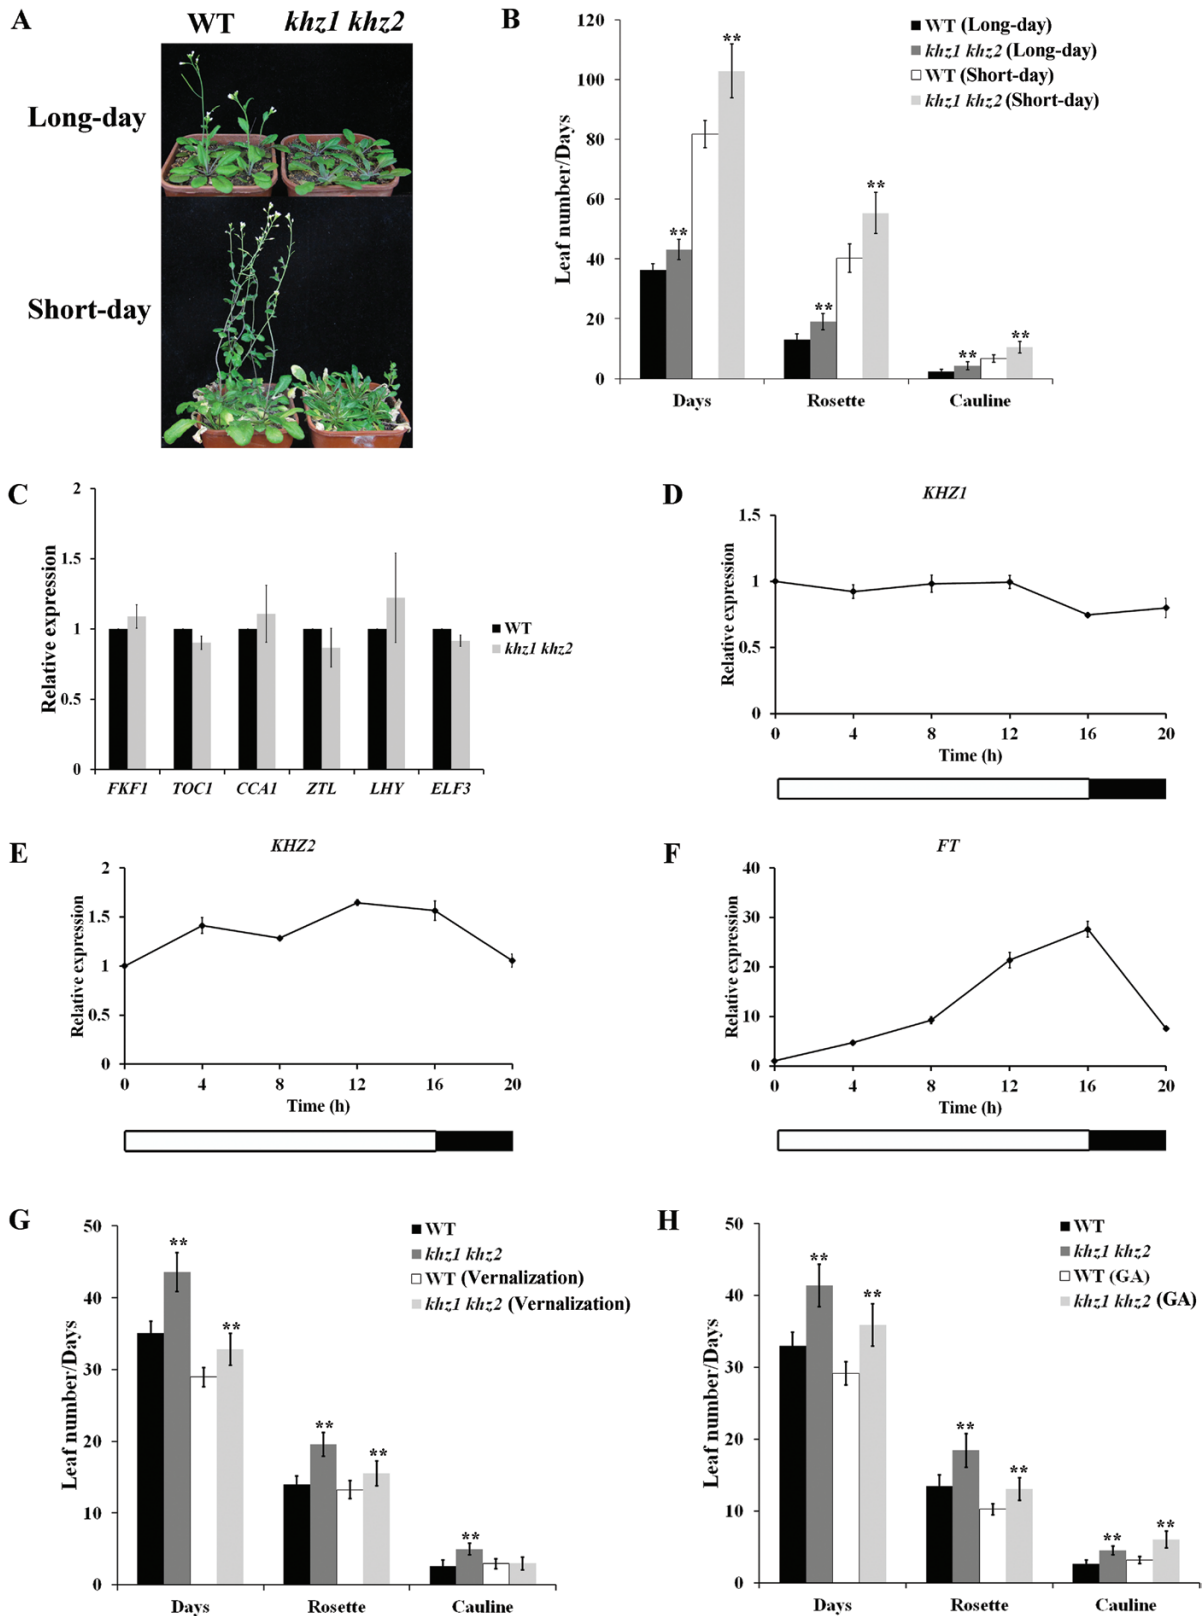 A
WT
khz1 khz2
Long-day
Short-day
B
120
100
80
60
40
20
0
Leaf number/Days
WT (Long-day)
khz1 khz2 (Long-day)
WT (Short-day)
khz1 khz2 (Short-day)
**
**
**
**
**
**
Days
Rosette
Cauline
C
2
1.5
1
0.5
0
Relative expression
WT
khz1 khz2
FKF1
TOC1
CCA1
ZTL
LHY
ELF3
D
KHZ1
1.5
1
0.5
0
Relative expression
0
4
8
12
16
20
Time (h)
E
KHZ2
2
1.5
1
0.5
0
Relative expression
0
4
8
12
16
20
Time (h)
F
FT
40
30
20
10
0
Relative expression
0
4
8
12
16
20
Time (h)
G
50
40
30
20
10
0
Leaf number/Days
WT
khz1 khz2
WT (Vernalization)
khz1 khz2 (Vernalization)
**
**
**
**
**
Days
Rosette
Cauline
H
50
40
30
20
10
0
Leaf number/Days
WT
khz1 khz2
WT (GA)
khz1 khz2 (GA)
**
**
**
**
**
**
Days
Rosette
Cauline